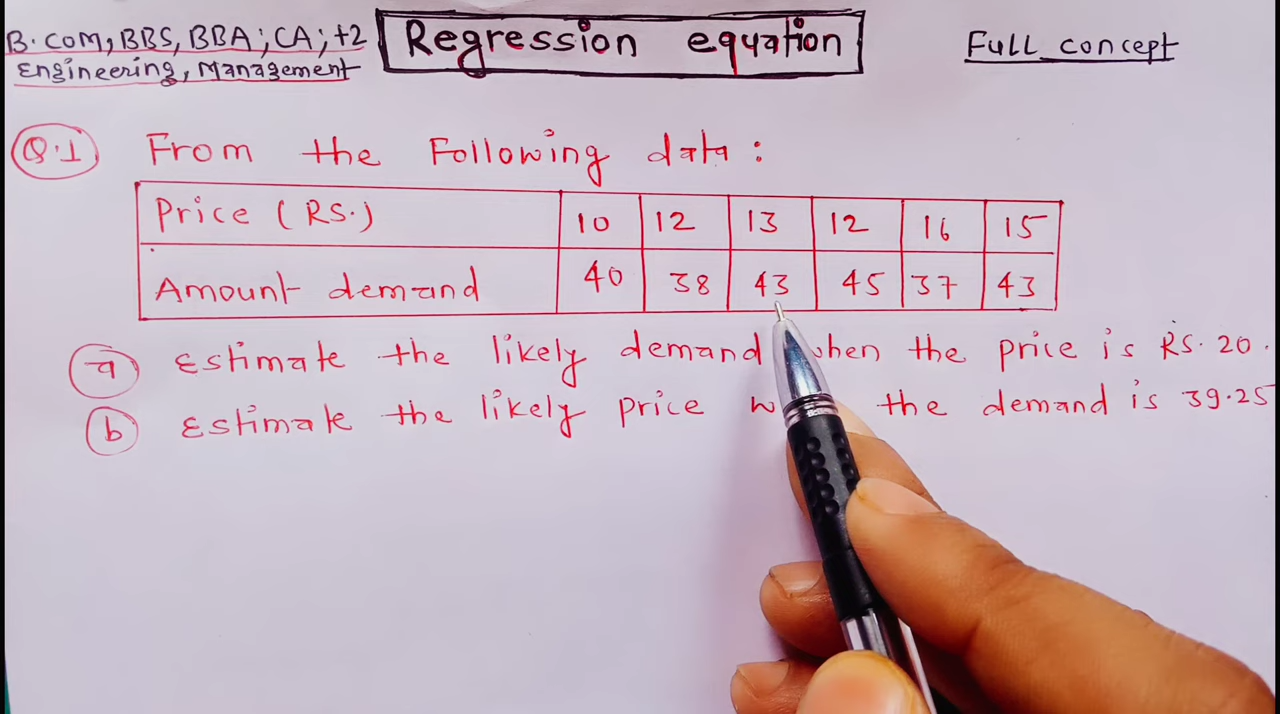 B.COM, BBS, BBA; CA; +2
Engineering, Management
Regression equation
Full concept
Q.1 From the Following data:
Price (RS.) 10 12 13 12 16 15
Amount demand 40 38 43 45 37 43
a Estimate the likely demand when the price is RS. 20.
b Estimate the likely price the demand is 39.25